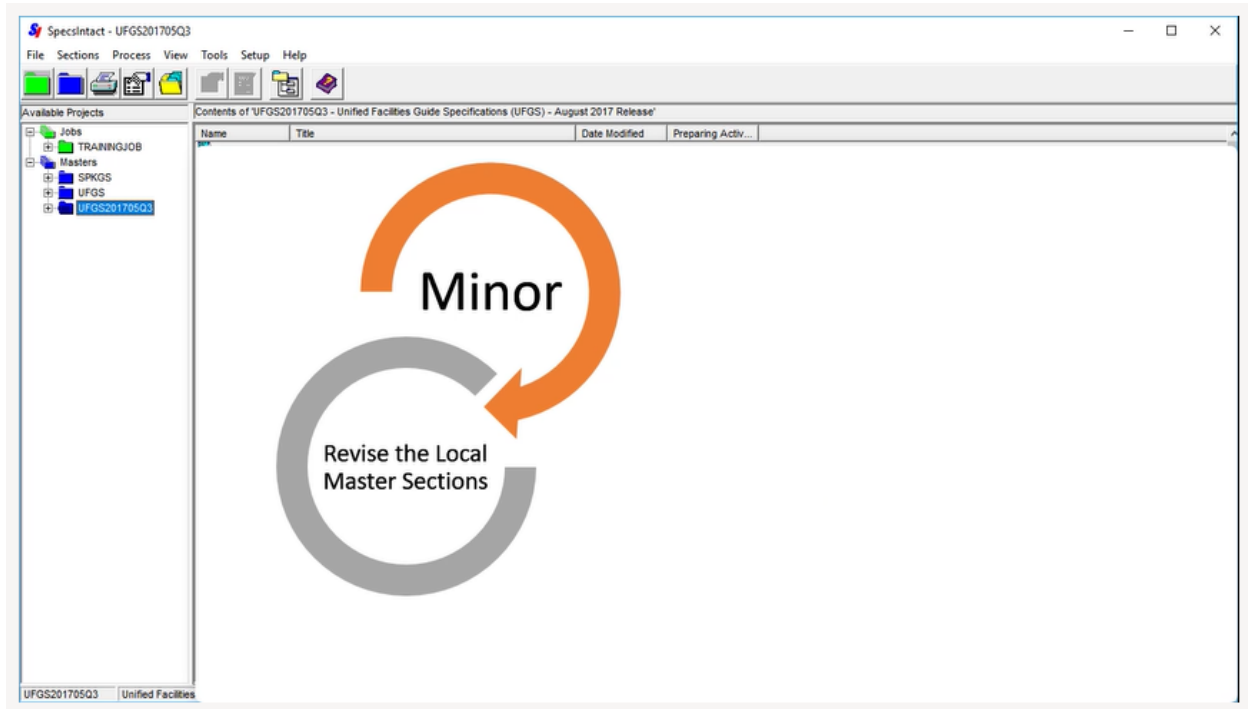 SpecsIntact - UFGS201705Q3
File Sections Process View Tools Setup Help
Available Projects
Contents of 'UFGS201705Q3 - Unified Facilities Guide Specifications (UFGS) - August 2017 Release'
Name Title Date Modified Preparing Activ...
Jobs
TRAININGJOB
Masters
SPKGS
UFGS
UFGS201705Q3
Minor
Revise the Local
Master Sections
UFGS201705Q3 Unified Facilities